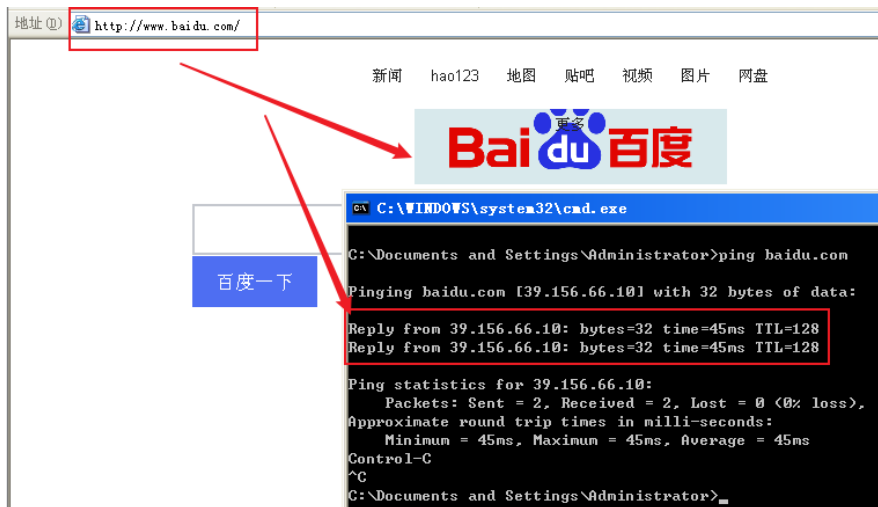 地址(D) http://www.baidu.com/
新闻 hao123 地图 贴吧 视频 图片 网盘
更多
Bai du 百度
百度一下
C:\WINDOWS\system32\cmd.exe
C:\Documents and Settings\Administrator>ping baidu.com
Pinging baidu.com [39.156.66.10] with 32 bytes of data:
Reply from 39.156.66.10: bytes=32 time=45ms TTL=128
Reply from 39.156.66.10: bytes=32 time=45ms TTL=128
Ping statistics for 39.156.66.10:
Packets: Sent = 2, Received = 2, Lost = 0 (0% loss),
Approximate round trip times in milli-seconds:
Minimum = 45ms, Maximum = 45ms, Average = 45ms
Control-C
^C
C:\Documents and Settings\Administrator>_